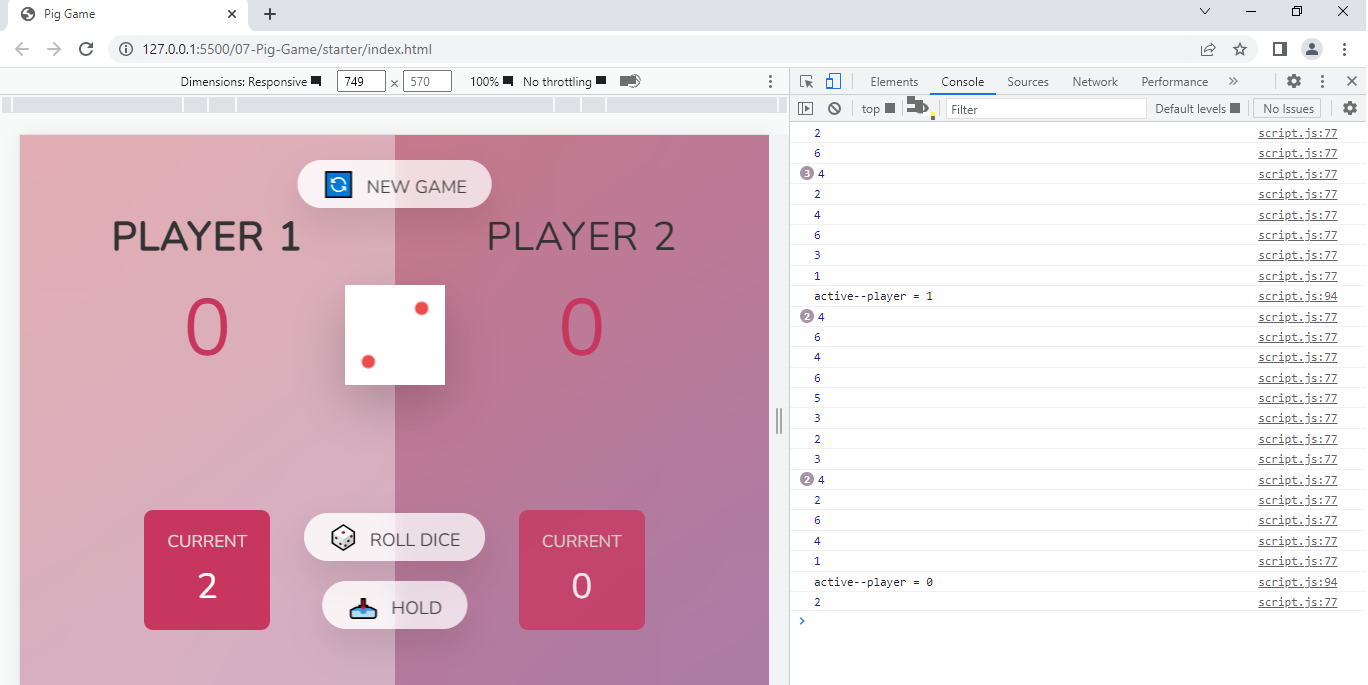 Pig Game
127.0.0.1:5500/07-Pig-Game/starter/index.html
Dimensions: Responsive 749 × 570 100% No throttling
Elements Console Sources Network Performance »
top Filter Default levels No Issues
NEW GAME
PLAYER 1
0
PLAYER 2
0
CURRENT
2
ROLL DICE
HOLD
CURRENT
0
2 script.js:77
6 script.js:77
3 4 script.js:77
2 script.js:77
4 script.js:77
6 script.js:77
3 script.js:77
1 script.js:77
active--player = 1 script.js:94
2 4 script.js:77
6 script.js:77
4 script.js:77
6 script.js:77
5 script.js:77
3 script.js:77
2 script.js:77
3 script.js:77
2 4 script.js:77
2 script.js:77
6 script.js:77
4 script.js:77
1 script.js:77
active--player = 0 script.js:94
2 script.js:77